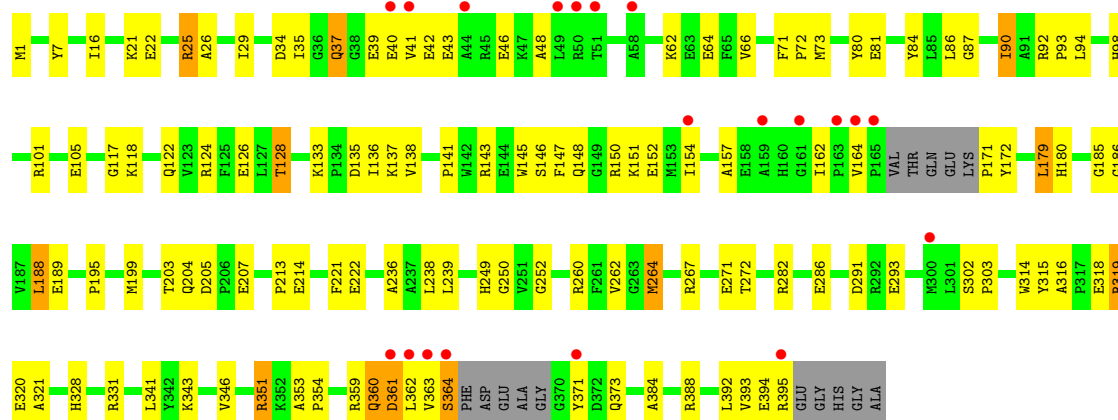 M1 Y7 I16 K21 E22 R25 A26 I29 D34 I35 G36 Q37 G38 E39 E40 V41 E42 E43 A44 R45 E46 K47 A48 L49 R50 T51 A58 K62 E63 E64 F65 V66 F71 P72 M73 Y80 E81 Y84 L85 L86 G87 I90 A91 R92 P93 L94 H98
R101 E105 G117 K118 Q122 V123 R124 F125 E126 L127 T128 K133 P134 D135 I136 K137 V138 P141 W142 R143 E144 W145 S146 F147 Q148 G149 R150 K151 E152 M153 I154 A157 E158 A159 H160 G161 I162 P163 V164 P165 VAL THR GLN GLU LYS P171 Y172 L179 H180 G185
V187 L188 E189 P195 M199 T203 Q204 D205 P206 E207 P213 E214 F221 E222 A236 A237 L238 L239 H249 G250 V251 G252 R260 F261 V262 G263 M264 R267 E271 T272 R282 E286 D291 R292 E293 M300 L301 S302 P303 W314 Y315 A316 P317 E318
E320 A321 H328 R331 L341 Y342 K343 V346 R351 K352 A353 P354 R359 Q360 D361 L362 V363 S364 PHE ASP GLU ALA GLY G370 Y371 D372 Q373 A384 R388 L392 V393 E394 R395 GLU GLY HIS GLY ALA